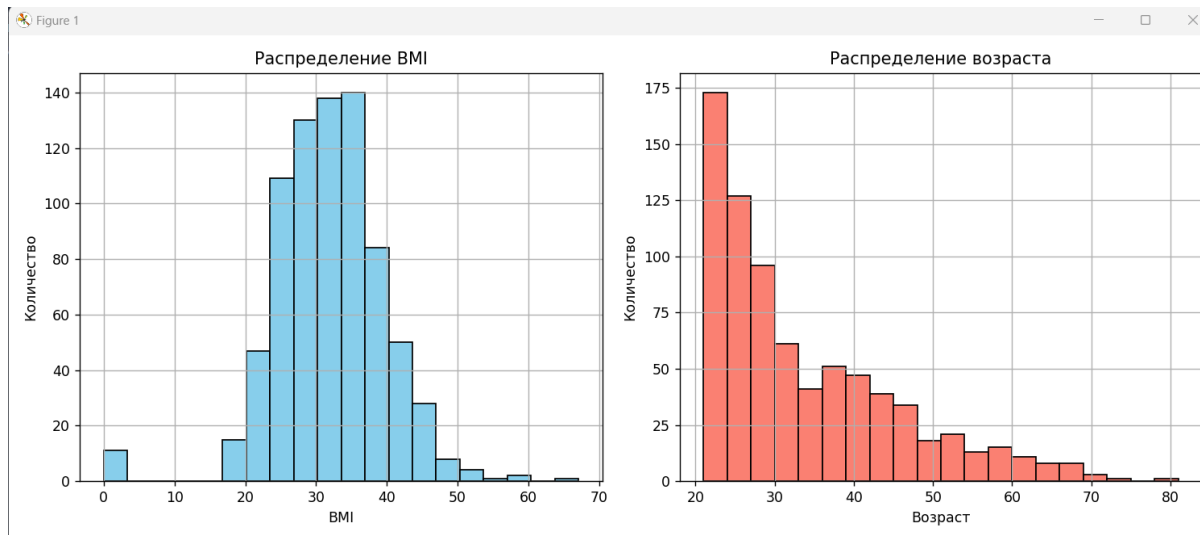 Figure 1
Распределение BMI
Количество
140
120
100
80
60
40
20
0
0 10 20 30 40 50 60 70
BMI
Распределение возраста
Количество
175
150
125
100
75
50
25
0
20 30 40 50 60 70 80
Возраст